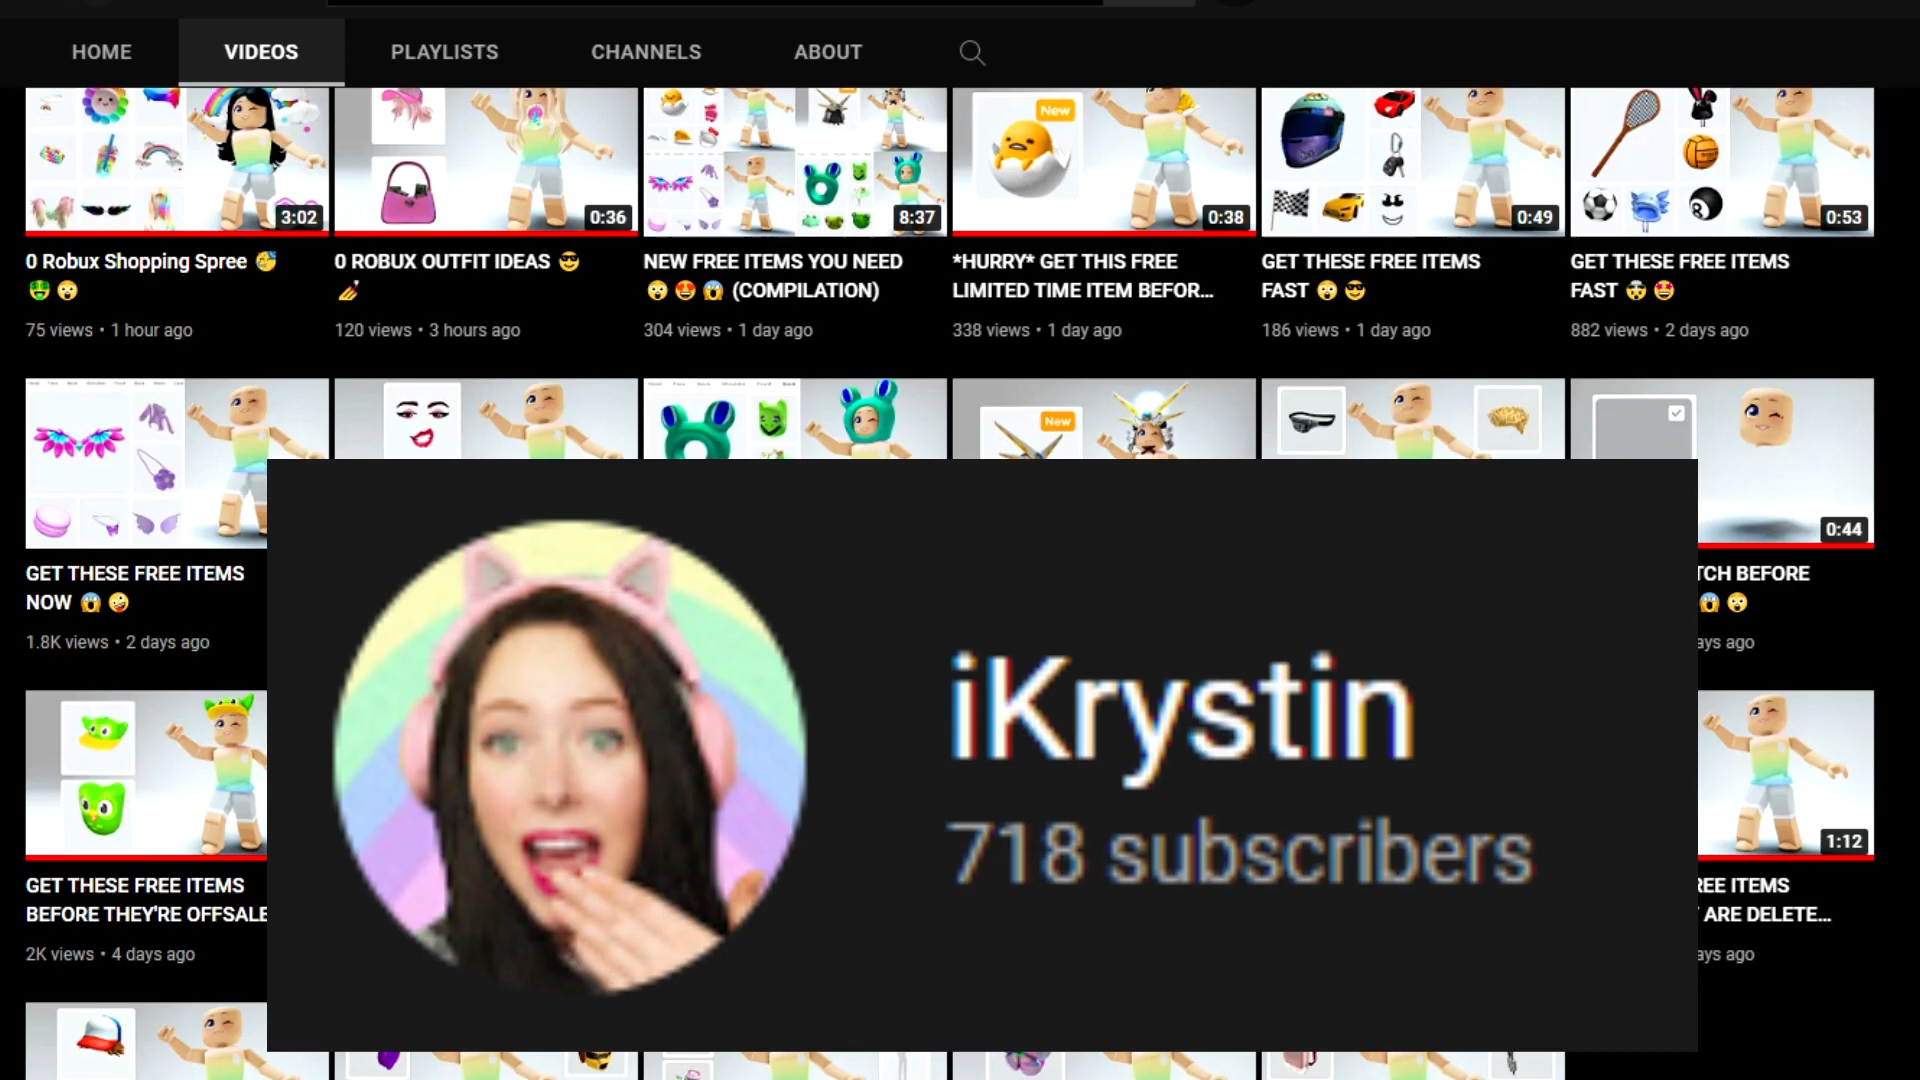 HOME VIDEOS PLAYLISTS CHANNELS ABOUT
New
3:02 0:36 8:37 0:38 0:49 0:53
0 Robux Shopping Spree 🥳
🤑 😲
75 views • 1 hour ago
0 ROBUX OUTFIT IDEAS 😎
💅
120 views • 3 hours ago
NEW FREE ITEMS YOU NEED
😲 😍 😱 (COMPILATION)
304 views • 1 day ago
*HURRY* GET THIS FREE
LIMITED TIME ITEM BEFOR...
338 views • 1 day ago
GET THESE FREE ITEMS
FAST 😲 😎
186 views • 1 day ago
GET THESE FREE ITEMS
FAST 🤯 🤩
882 views • 2 days ago
New
8
GET THESE FREE ITEMS
NOW 😱 🤪
1.8K views • 2 days ago
0:44
TCH BEFORE
😱 😲
ays ago
iKrystin
718 subscribers
GET THESE FREE ITEMS
BEFORE THEY'RE OFFSALE
2K views • 4 days ago
1:12
REE ITEMS
ARE DELETE...
ays ago